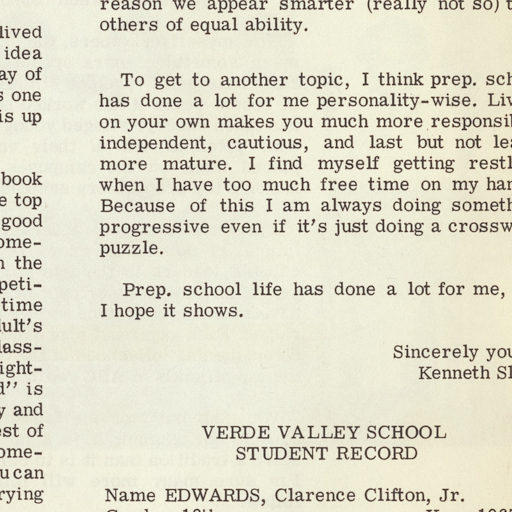 lived
idea
ay of
s one
is up
book
e top
good
ome-
n the
peti-
time
lult's
lass-
ight-
d" is
y and
est of
ome-
u can
rying
reason we appear smarter (really not so) t
others of equal ability.
To get to another topic, I think prep. sch
has done a lot for me personality-wise. Liv
on your own makes you much more responsib
independent, cautious, and last but not lea
more mature. I find myself getting restl
when I have too much free time on my han
Because of this I am always doing someth
progressive even if it's just doing a crossw
puzzle.
Prep. school life has done a lot for me,
I hope it shows.
Sincerely you
Kenneth Sl
VERDE VALLEY SCHOOL
STUDENT RECORD
Name EDWARDS, Clarence Clifton, Jr.